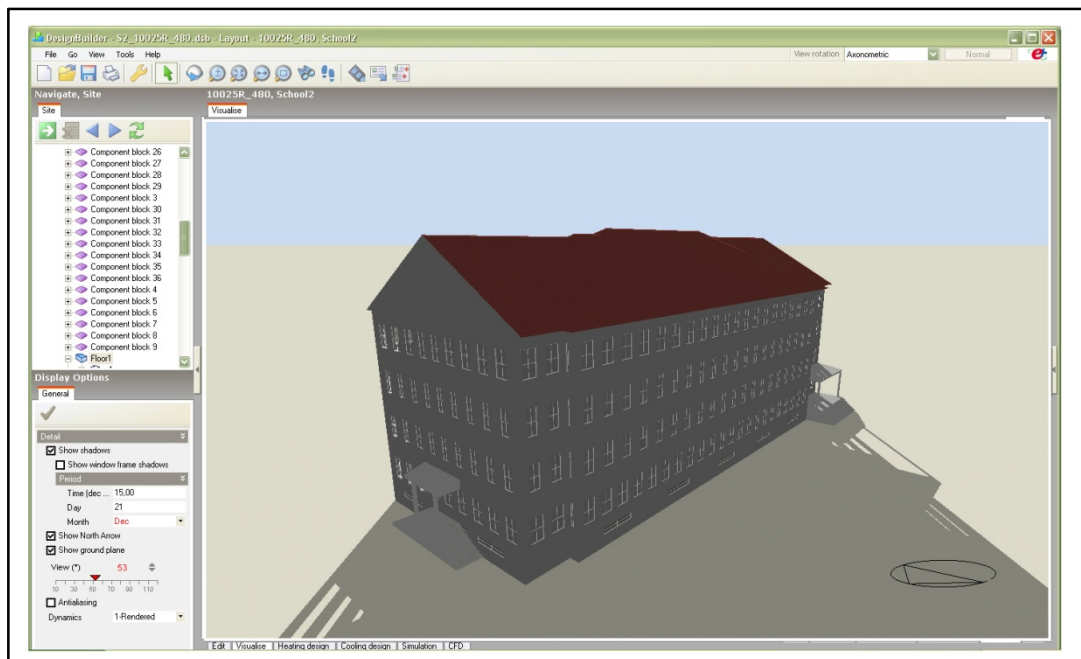 DesignBuilder - S2_10025R_480.dsb - Layout - 10025R_480, School2
File Go View Tools Help
View rotation Axonometric Normal
Navigate, Site
10025R_480, School2
Site
Visualise
Component block 26
Component block 27
Component block 28
Component block 29
Component block 3
Component block 30
Component block 31
Component block 32
Component block 33
Component block 34
Component block 35
Component block 36
Component block 4
Component block 5
Component block 6
Component block 7
Component block 8
Component block 9
Floor1
Display Options
General
Detail
Show shadows
Show window frame shadows
Period
Time (dec ... 15,00
Day 21
Month Dec
Show North Arrow
Show ground plane
View (°) 53
10 30 50 70 90 110
Antialiasing
Dynamics 1-Rendered
Edit Visualise Heating design Cooling design Simulation CFD